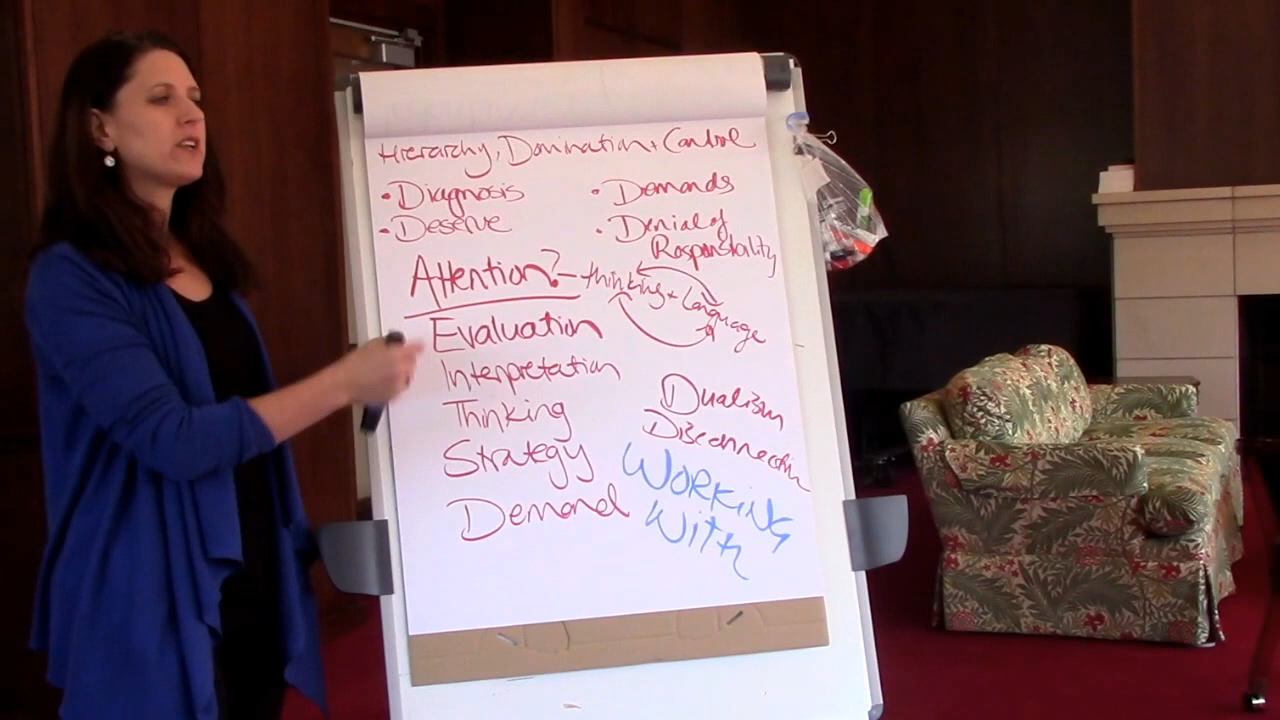 Hierarchy, Domination + Control
• Diagnosis
• Demands
• Deserve
• Denial of
Responsibility
Attention? – thinking + Language
Evaluation
Interpretation
Thinking
Strategy
Demand
Dualism
Disconnection
WORKING
With